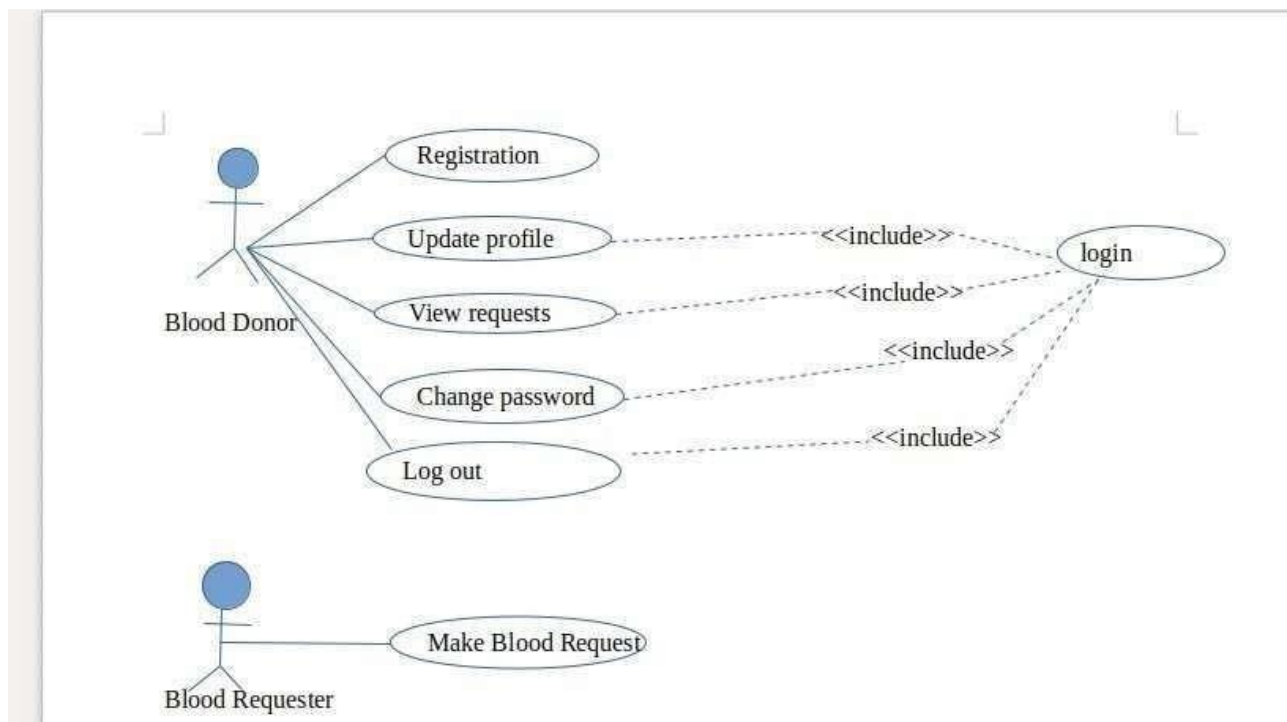 Registration
Update profile
<<include>>
login
View requests
<<include>>
Blood Donor
Change password
<<include>>
Log out
<<include>>
Make Blood Request
Blood Requester